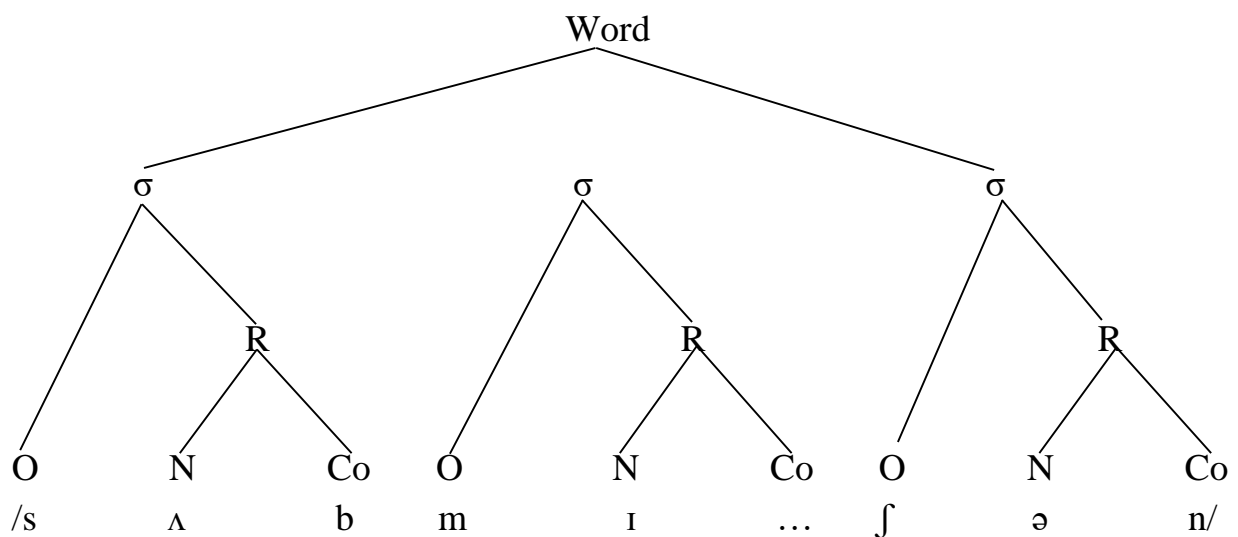 Word
σ σ σ
R R R
O N Co O N Co O N Co
/s ʌ b m ɪ … ʃ ə n/